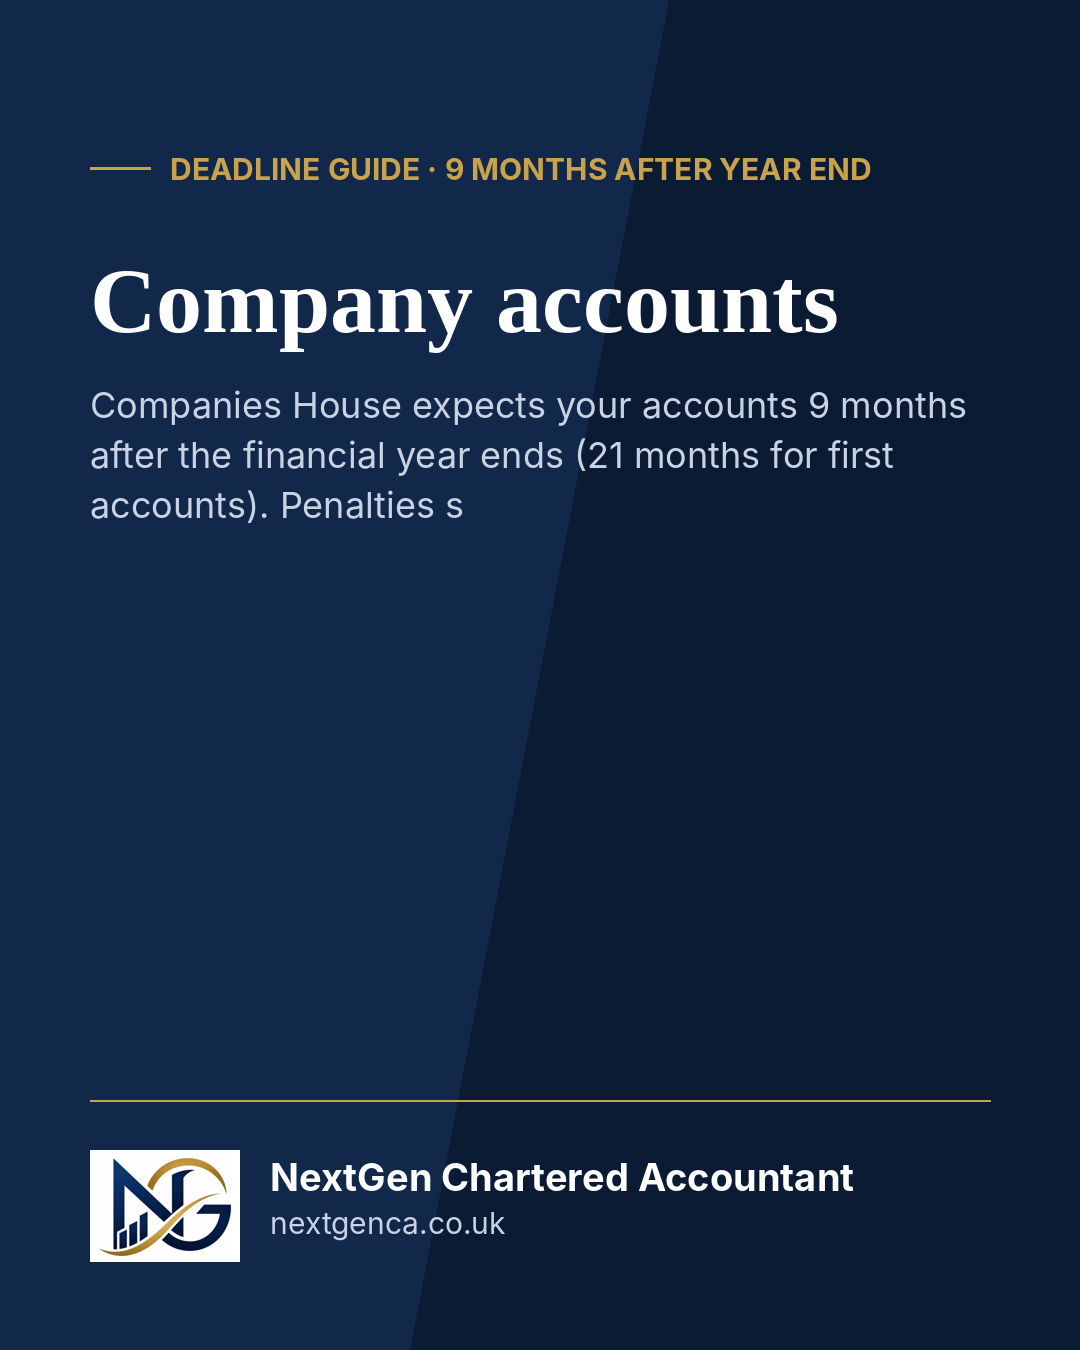 DEADLINE GUIDE · 9 MONTHS AFTER YEAR END
Company accounts
Companies House expects your accounts 9 months
after the financial year ends (21 months for first
accounts). Penalties s
NG
NextGen Chartered Accountant
nextgenca.co.uk